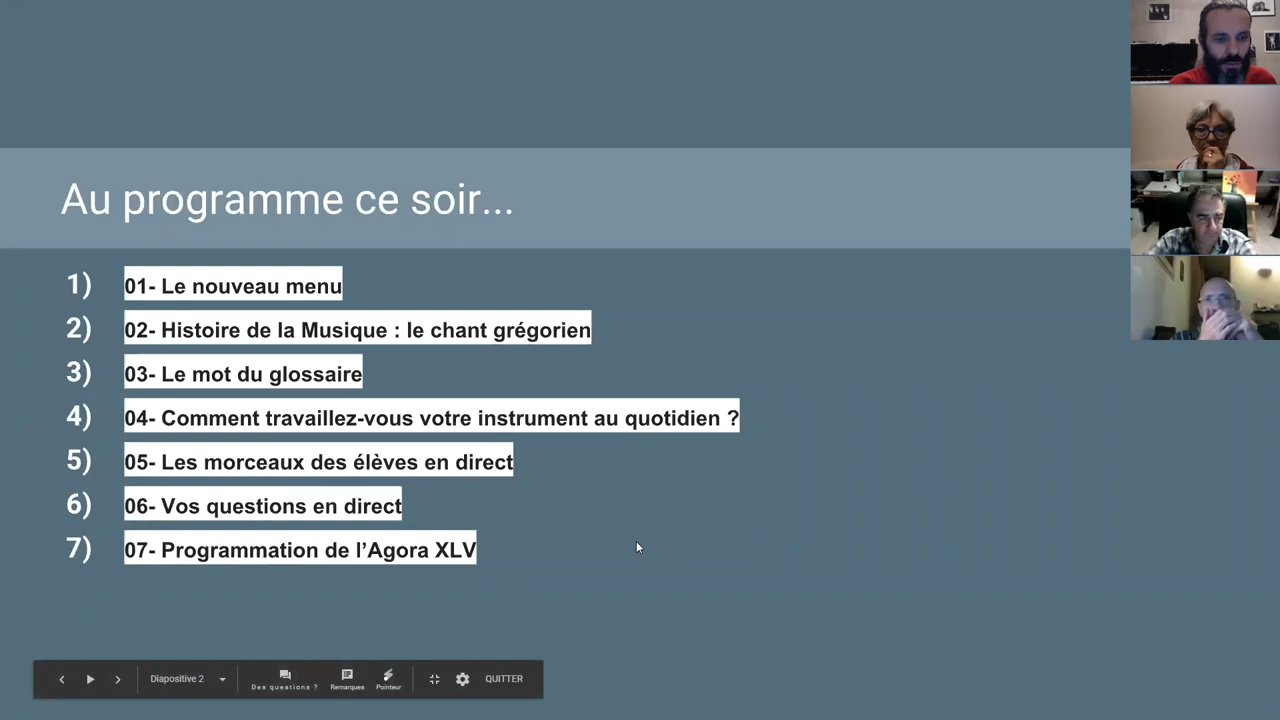 Au programme ce soir...
1) 01- Le nouveau menu
2) 02- Histoire de la Musique : le chant grégorien
3) 03- Le mot du glossaire
4) 04- Comment travaillez-vous votre instrument au quotidien ?
5) 05- Les morceaux des élèves en direct
6) 06- Vos questions en direct
7) 07- Programmation de l’Agora XLV
Diapositive 2
Des questions ?
Remarques
Pointeur
QUITTER